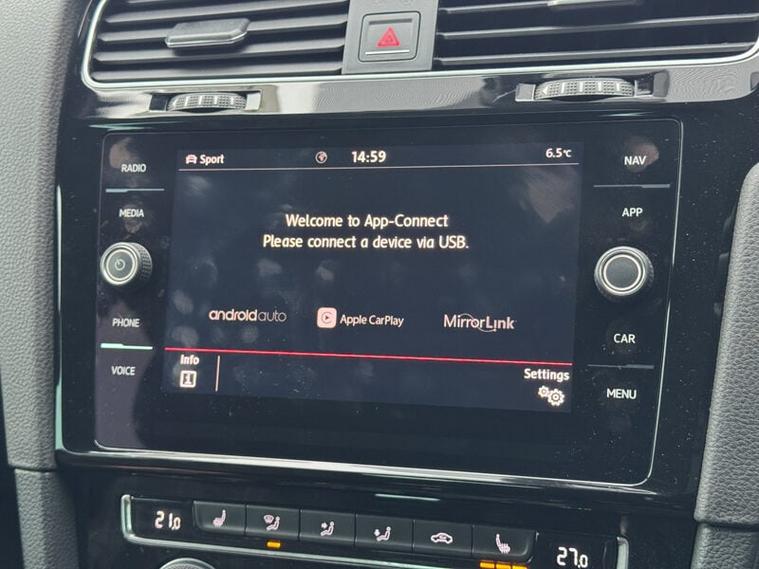 RADIO
MEDIA
PHONE
VOICE
Sport
14:59
6.5°C
Welcome to App-Connect
Please connect a device via USB.
androidauto
Apple CarPlay
MirrorLink
Info
i
Settings
NAV
APP
CAR
MENU
21.0
27.0